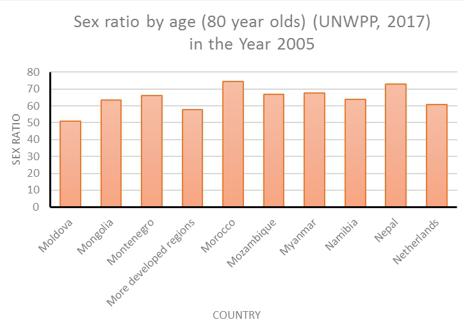 Sex ratio by age (80 year olds) (UNWPP, 2017)
in the Year 2005
SEX RATIO
80
70
60
50
40
30
20
10
0
Moldova
Mongolia
Montenegro
More developed regions
Morocco
Mozambique
Myanmar
Namibia
Nepal
Netherlands
COUNTRY